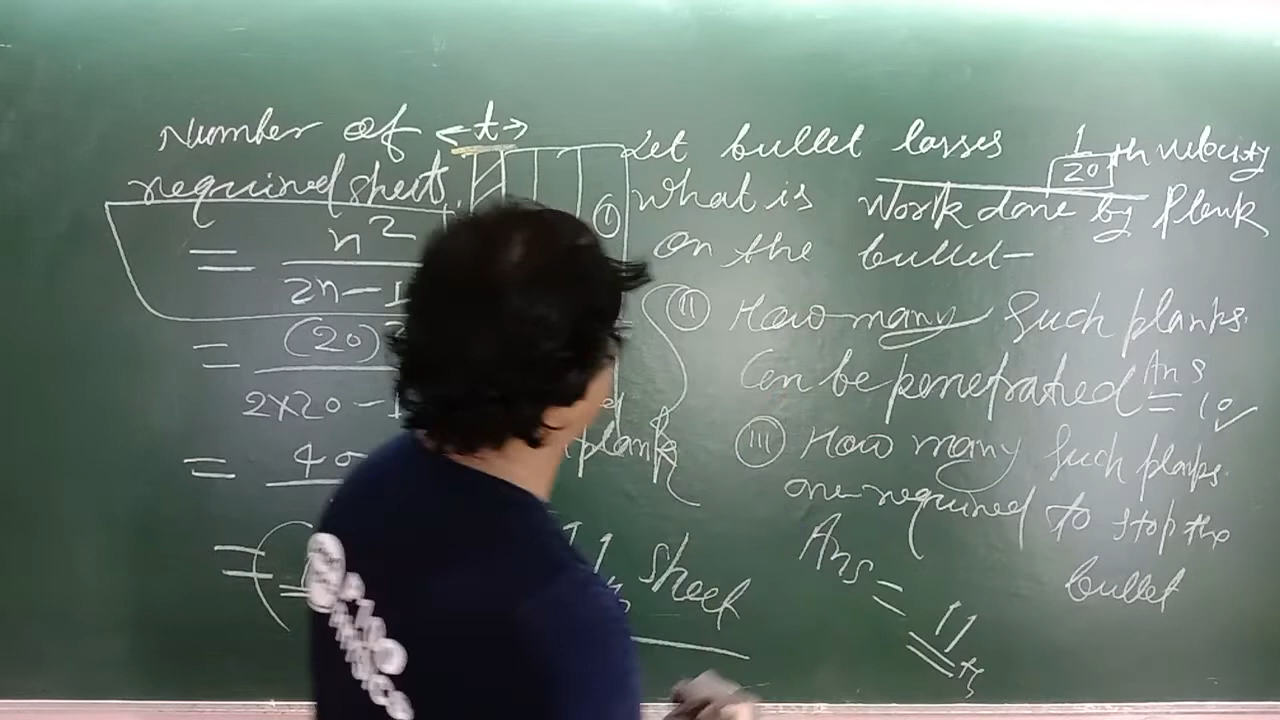 Number of
required sheets
= n²
2n - 1
= (20)²
2×20 - 1
= 40
=
← t →
Let bullet losses 1/20 th velocity
① What is Work done by Plank
on the bullet-
ⅱ How many Such planks.
Can be penetrated Ans = 10 ✓
ⅲ How many Such planks.
are required to stop the
bullet
Ans = 11
plank
11 sheet